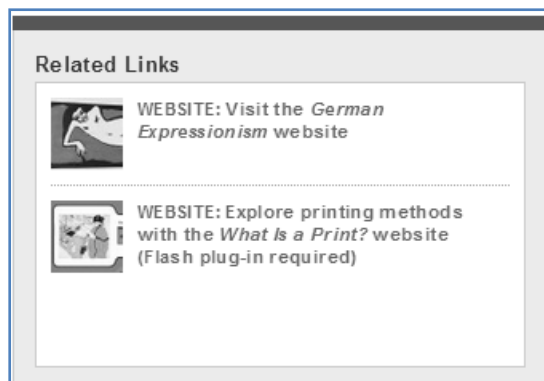 Related Links
WEBSITE: Visit the German
Expressionism website
WEBSITE: Explore printing methods
with the What Is a Print? website
(Flash plug-in required)